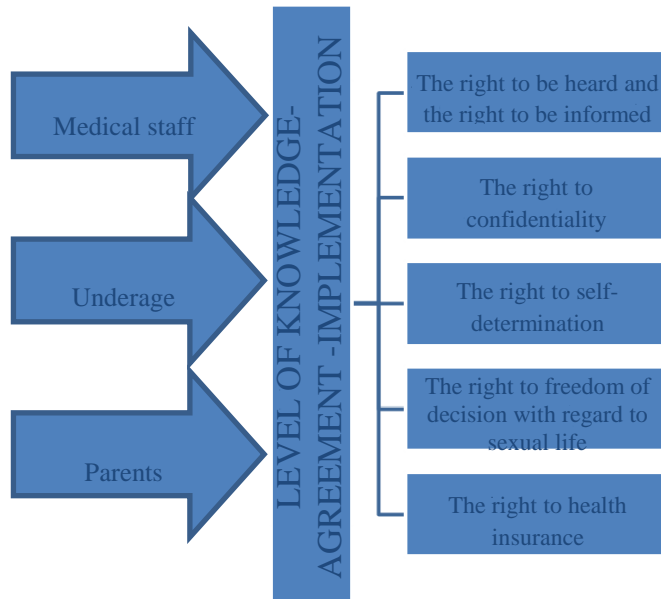 Medical staff
Underage
Parents
LEVEL OF KNOWLEDGE-
AGREEMENT -IMPLEMENTATION
The right to be heard and
the right to be informed
The right to
confidentiality
The right to self-
determination
The right to freedom of
decision with regard to
sexual life
The right to health
insurance